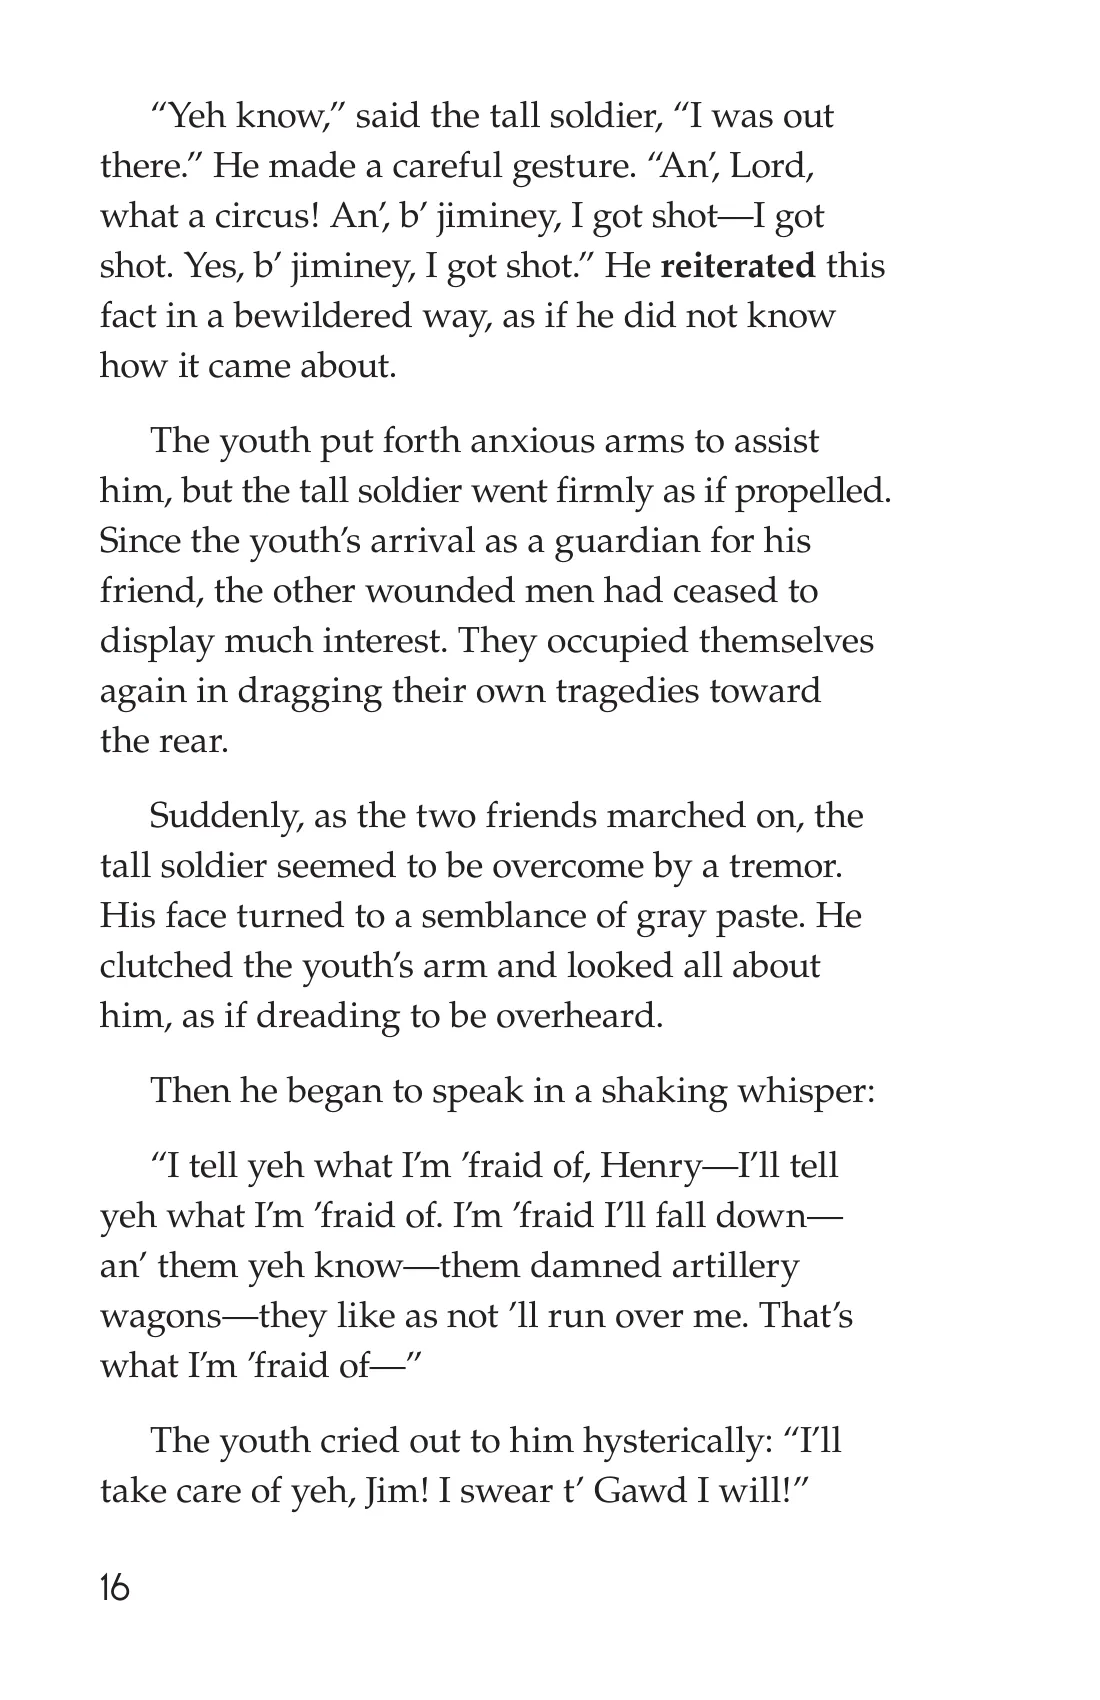 “Yeh know,” said the tall soldier, “I was out
there.” He made a careful gesture. “An’, Lord,
what a circus! An’, b’ jiminey, I got shot—I got
shot. Yes, b’ jiminey, I got shot.” He reiterated this
fact in a bewildered way, as if he did not know
how it came about.
The youth put forth anxious arms to assist
him, but the tall soldier went firmly as if propelled.
Since the youth’s arrival as a guardian for his
friend, the other wounded men had ceased to
display much interest. They occupied themselves
again in dragging their own tragedies toward
the rear.
Suddenly, as the two friends marched on, the
tall soldier seemed to be overcome by a tremor.
His face turned to a semblance of gray paste. He
clutched the youth’s arm and looked all about
him, as if dreading to be overheard.
Then he began to speak in a shaking whisper:
“I tell yeh what I’m ’fraid of, Henry—I’ll tell
yeh what I’m ’fraid of. I’m ’fraid I’ll fall down—
an’ them yeh know—them damned artillery
wagons—they like as not ’ll run over me. That’s
what I’m ’fraid of—”
The youth cried out to him hysterically: “I’ll
take care of yeh, Jim! I swear t’ Gawd I will!”
16